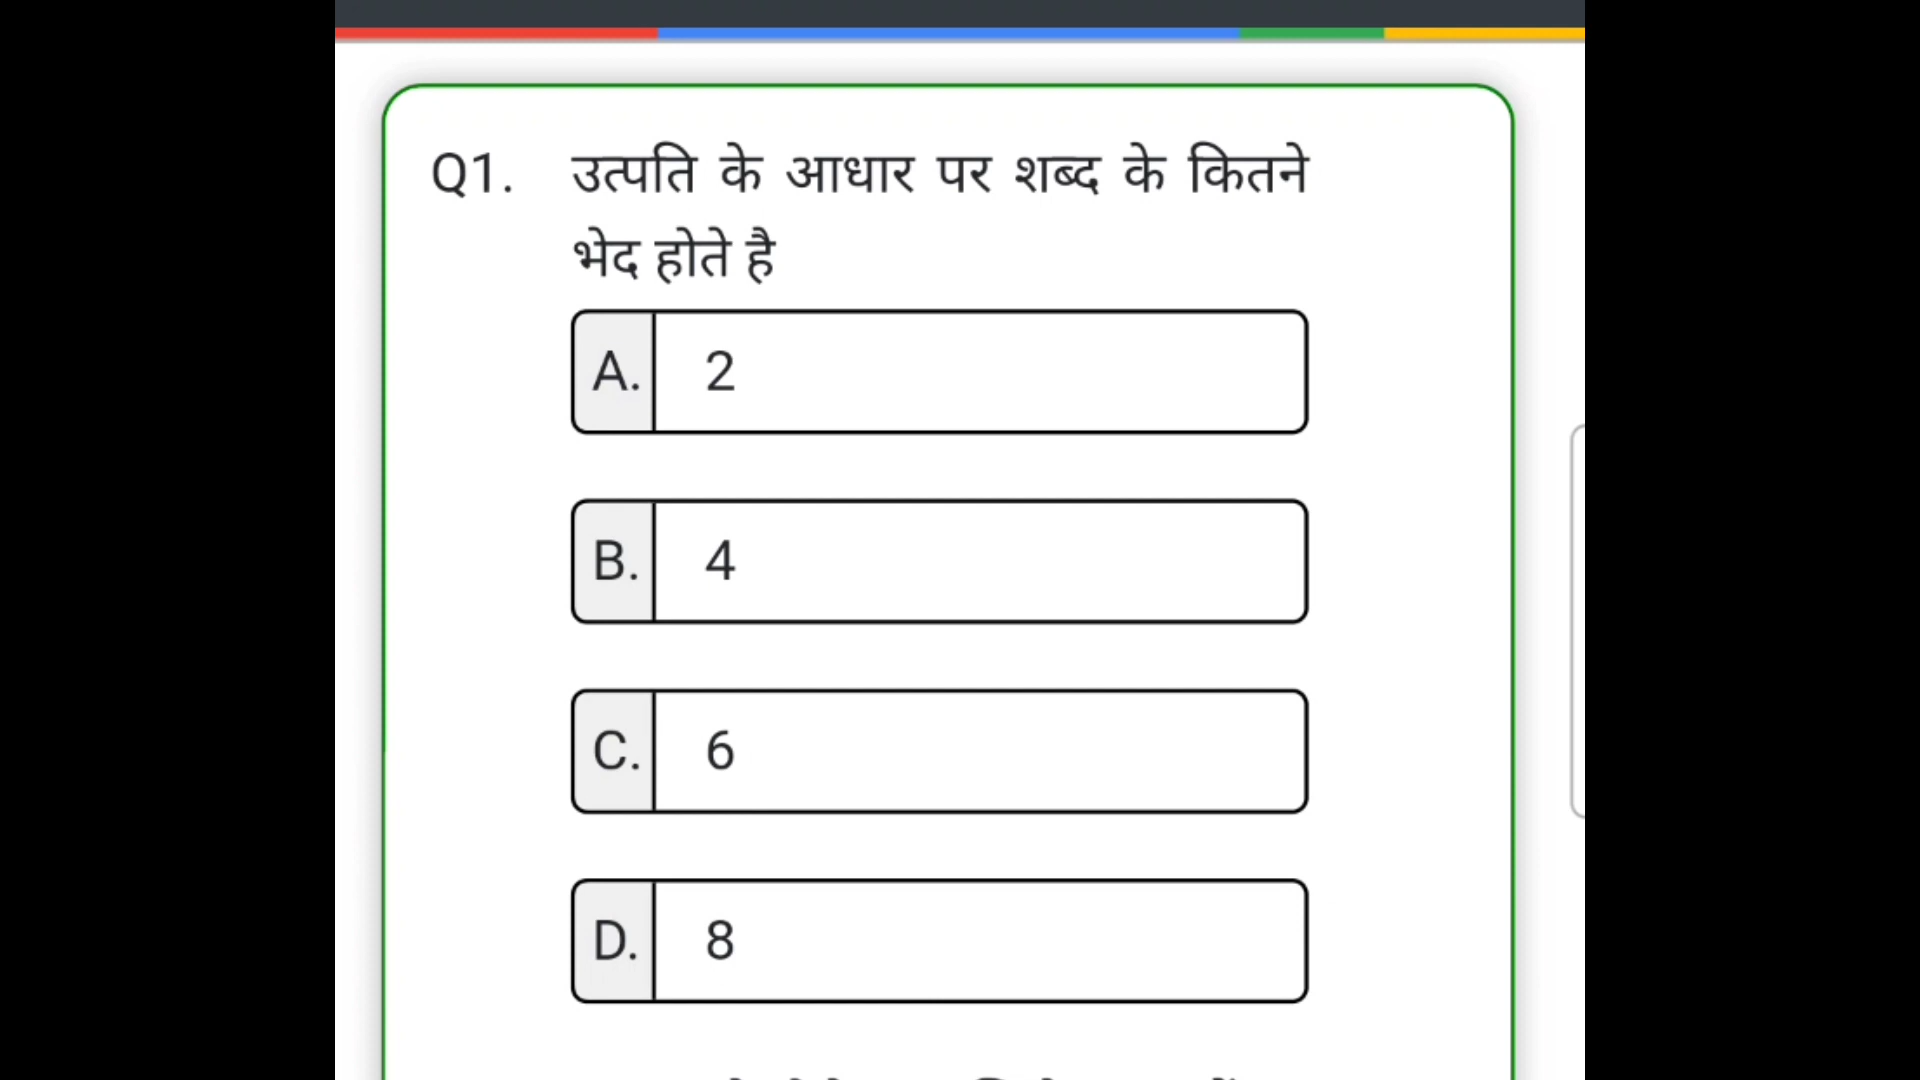 Q1. उत्पति के आधार पर शब्द के कितने
भेद होते है
A. 2
B. 4
C. 6
D. 8